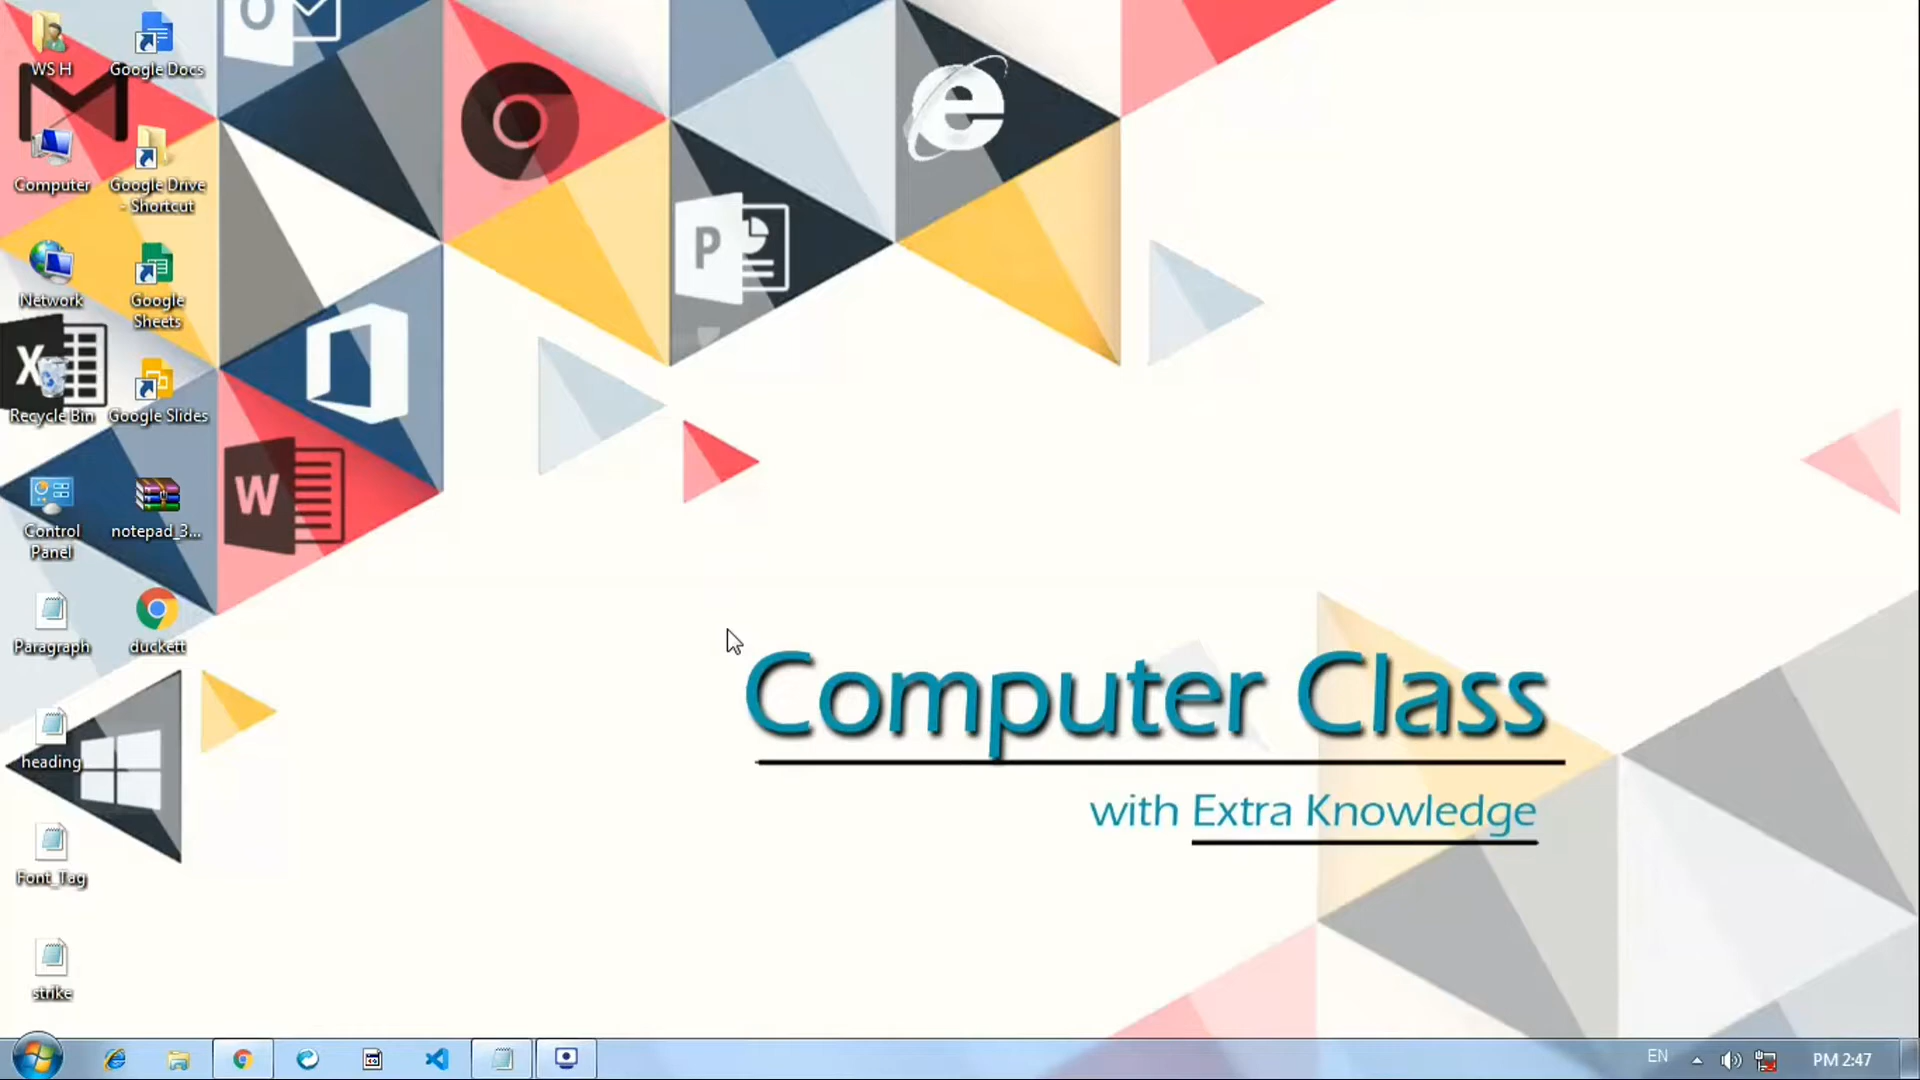 WS H
Google Docs
Computer
Google Drive
- Shortcut
Network
Google
Sheets
Recycle Bin
Google Slides
Control
Panel
notepad_3...
Paragraph
duckett
heading
Font_Tag
strike
O
P
X
W
Computer Class
with Extra Knowledge
EN
PM 2:47